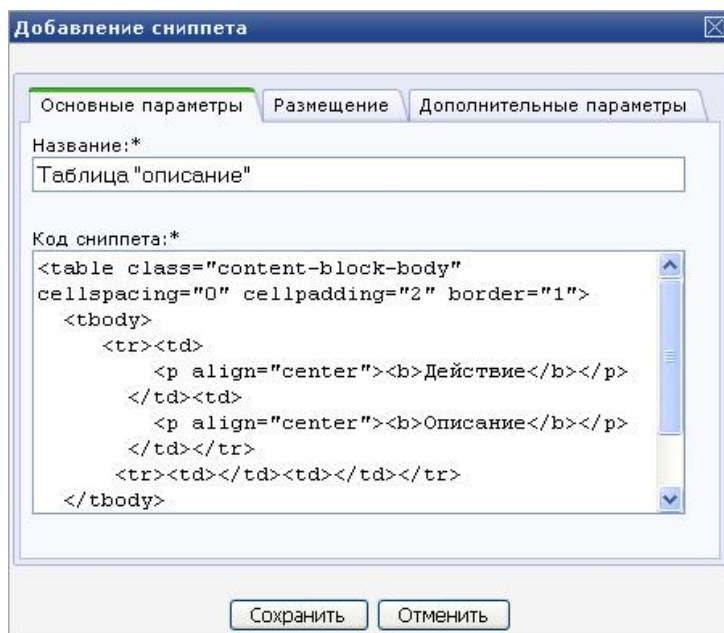 Добавление сниппета
Основные параметры Размещение Дополнительные параметры
Название:*
Таблица "описание"
Код сниппета:*
<table class="content-block-body"
cellspacing="0" cellpadding="2" border="1">
<tbody>
<tr><td>
<p align="center"><b>Действие</b></p>
</td><td>
<p align="center"><b>Описание</b></p>
</td></tr>
<tr><td></td><td></td></tr>
</tbody>
Сохранить Отменить